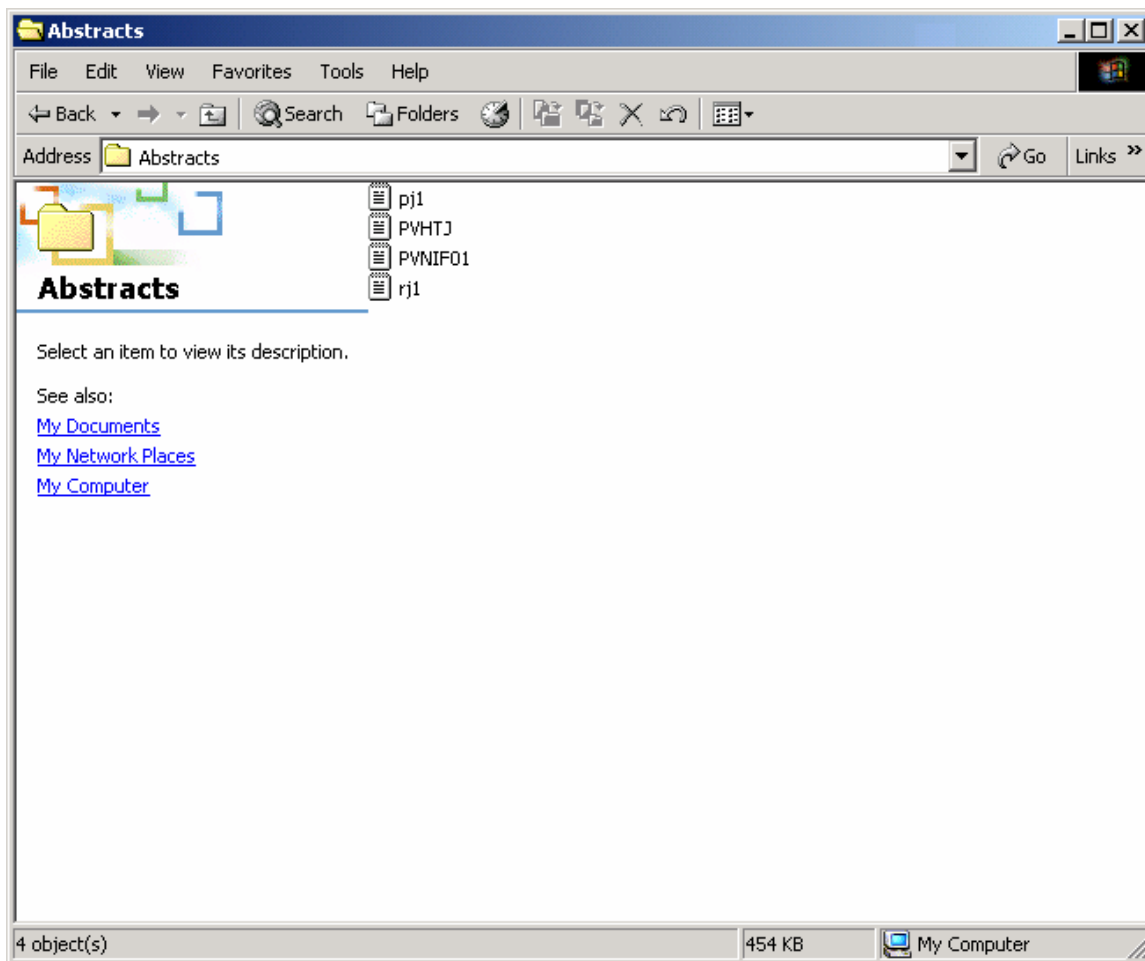 Abstracts
File Edit View Favorites Tools Help
Back Search Folders
Address Abstracts Go Links »
pj1
PVHTJ
PVNIF01
rj1
Abstracts
Select an item to view its description.
See also:
My Documents
My Network Places
My Computer
4 object(s) 454 KB My Computer